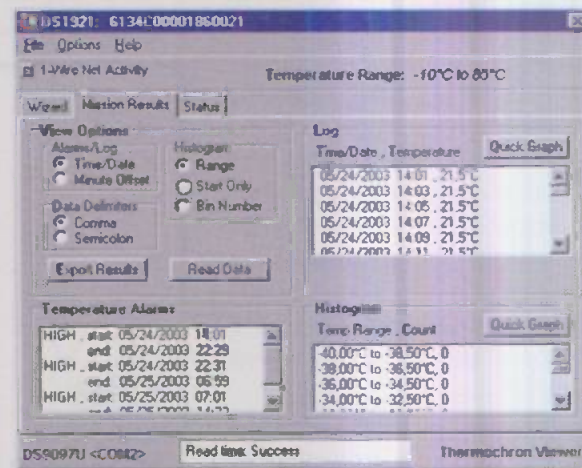 DS1921: 6134C00001860021
File Options Help
1-Wire Net Activity
Temperature Range: -10°C to 85°C
Wizard Mission Results Status
View Options
Alarms/Log
Time/Date
Minute Offset
Histogram
Range
Start Only
Bin Number
Data Delimiters
Comma
Semicolon
Export Results
Read Data
Log
Time/Date , Temperature
Quick Graph
05/24/2003 14:01 , 21.5°C
05/24/2003 14:03 , 21.5°C
05/24/2003 14:05 , 21.5°C
05/24/2003 14:07 , 21.5°C
05/24/2003 14:09 , 21.5°C
05/24/2003 14:11 , 21.5°C
Temperature Alarms
HIGH , start: 05/24/2003 14:01
end: 05/24/2003 22:29
HIGH , start: 05/24/2003 22:31
end: 05/25/2003 06:59
HIGH , start: 05/25/2003 07:01
Histogram
Temp Range , Count
Quick Graph
-40,00°C to -38,50°C, 0
-38,00°C to -36,50°C, 0
-36,00°C to -34,50°C, 0
-34,00°C to -32,50°C, 0
DS9097U <COM2>
Read time: Success
Thermochron Viewer